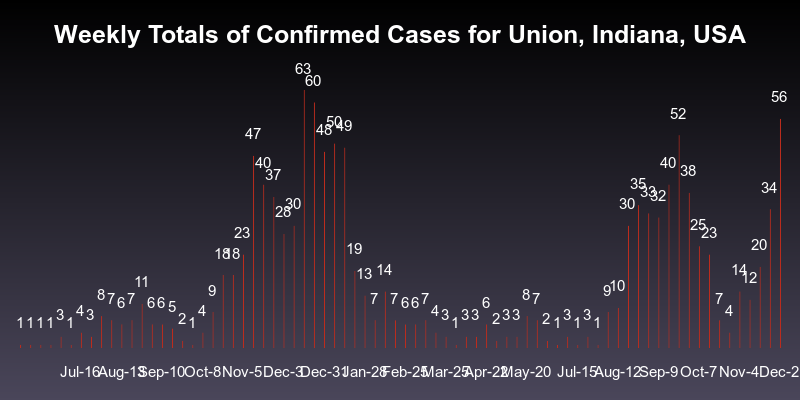 Weekly Totals of Confirmed Cases for Union, Indiana, USA
1 1 1 1 3 1 4 3 8 7 6 7 11 6 6 5 2 1 4 9 18 18 23 47 40 37 28 30 63 60 48 50 49 19 13 7 14 7 6 6 7 4 3 1 3 3 6 2 3 3 8 7 2 1 3 1 3 1 9 10 30 35 33 32 40 52 38 25 23 7 4 14 12 20 34 56
Jul-16 Aug-13 Sep-10 Oct-8 Nov-5 Dec-3 Dec-31 Jan-28 Feb-25 Mar-25 Apr-22 May-20 Jul-15 Aug-12 Sep-9 Oct-7 Nov-4 Dec-2